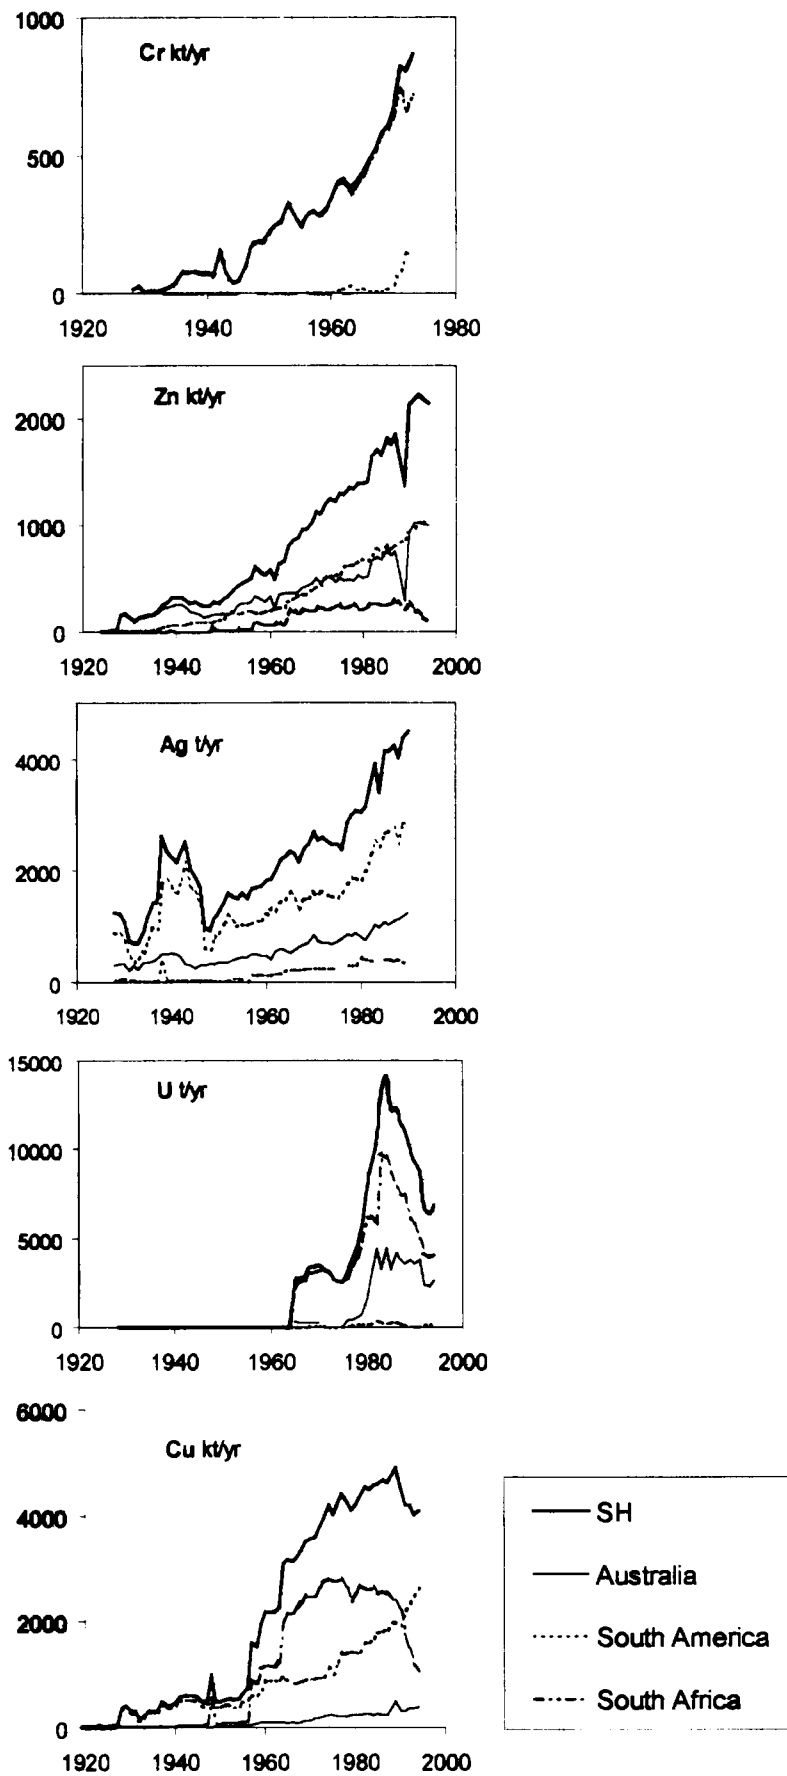 1000
Cr kt/yr
500
0
1920 1940 1960 1980
Zn kt/yr
2000
1000
0
1920 1940 1960 1980 2000
Ag t/yr
4000
2000
0
1920 1940 1960 1980 2000
15000
U t/yr
10000
5000
0
1920 1940 1960 1980 2000
6000
Cu kt/yr
4000
2000
0
1920 1940 1960 1980 2000
SH
Australia
South America
South Africa